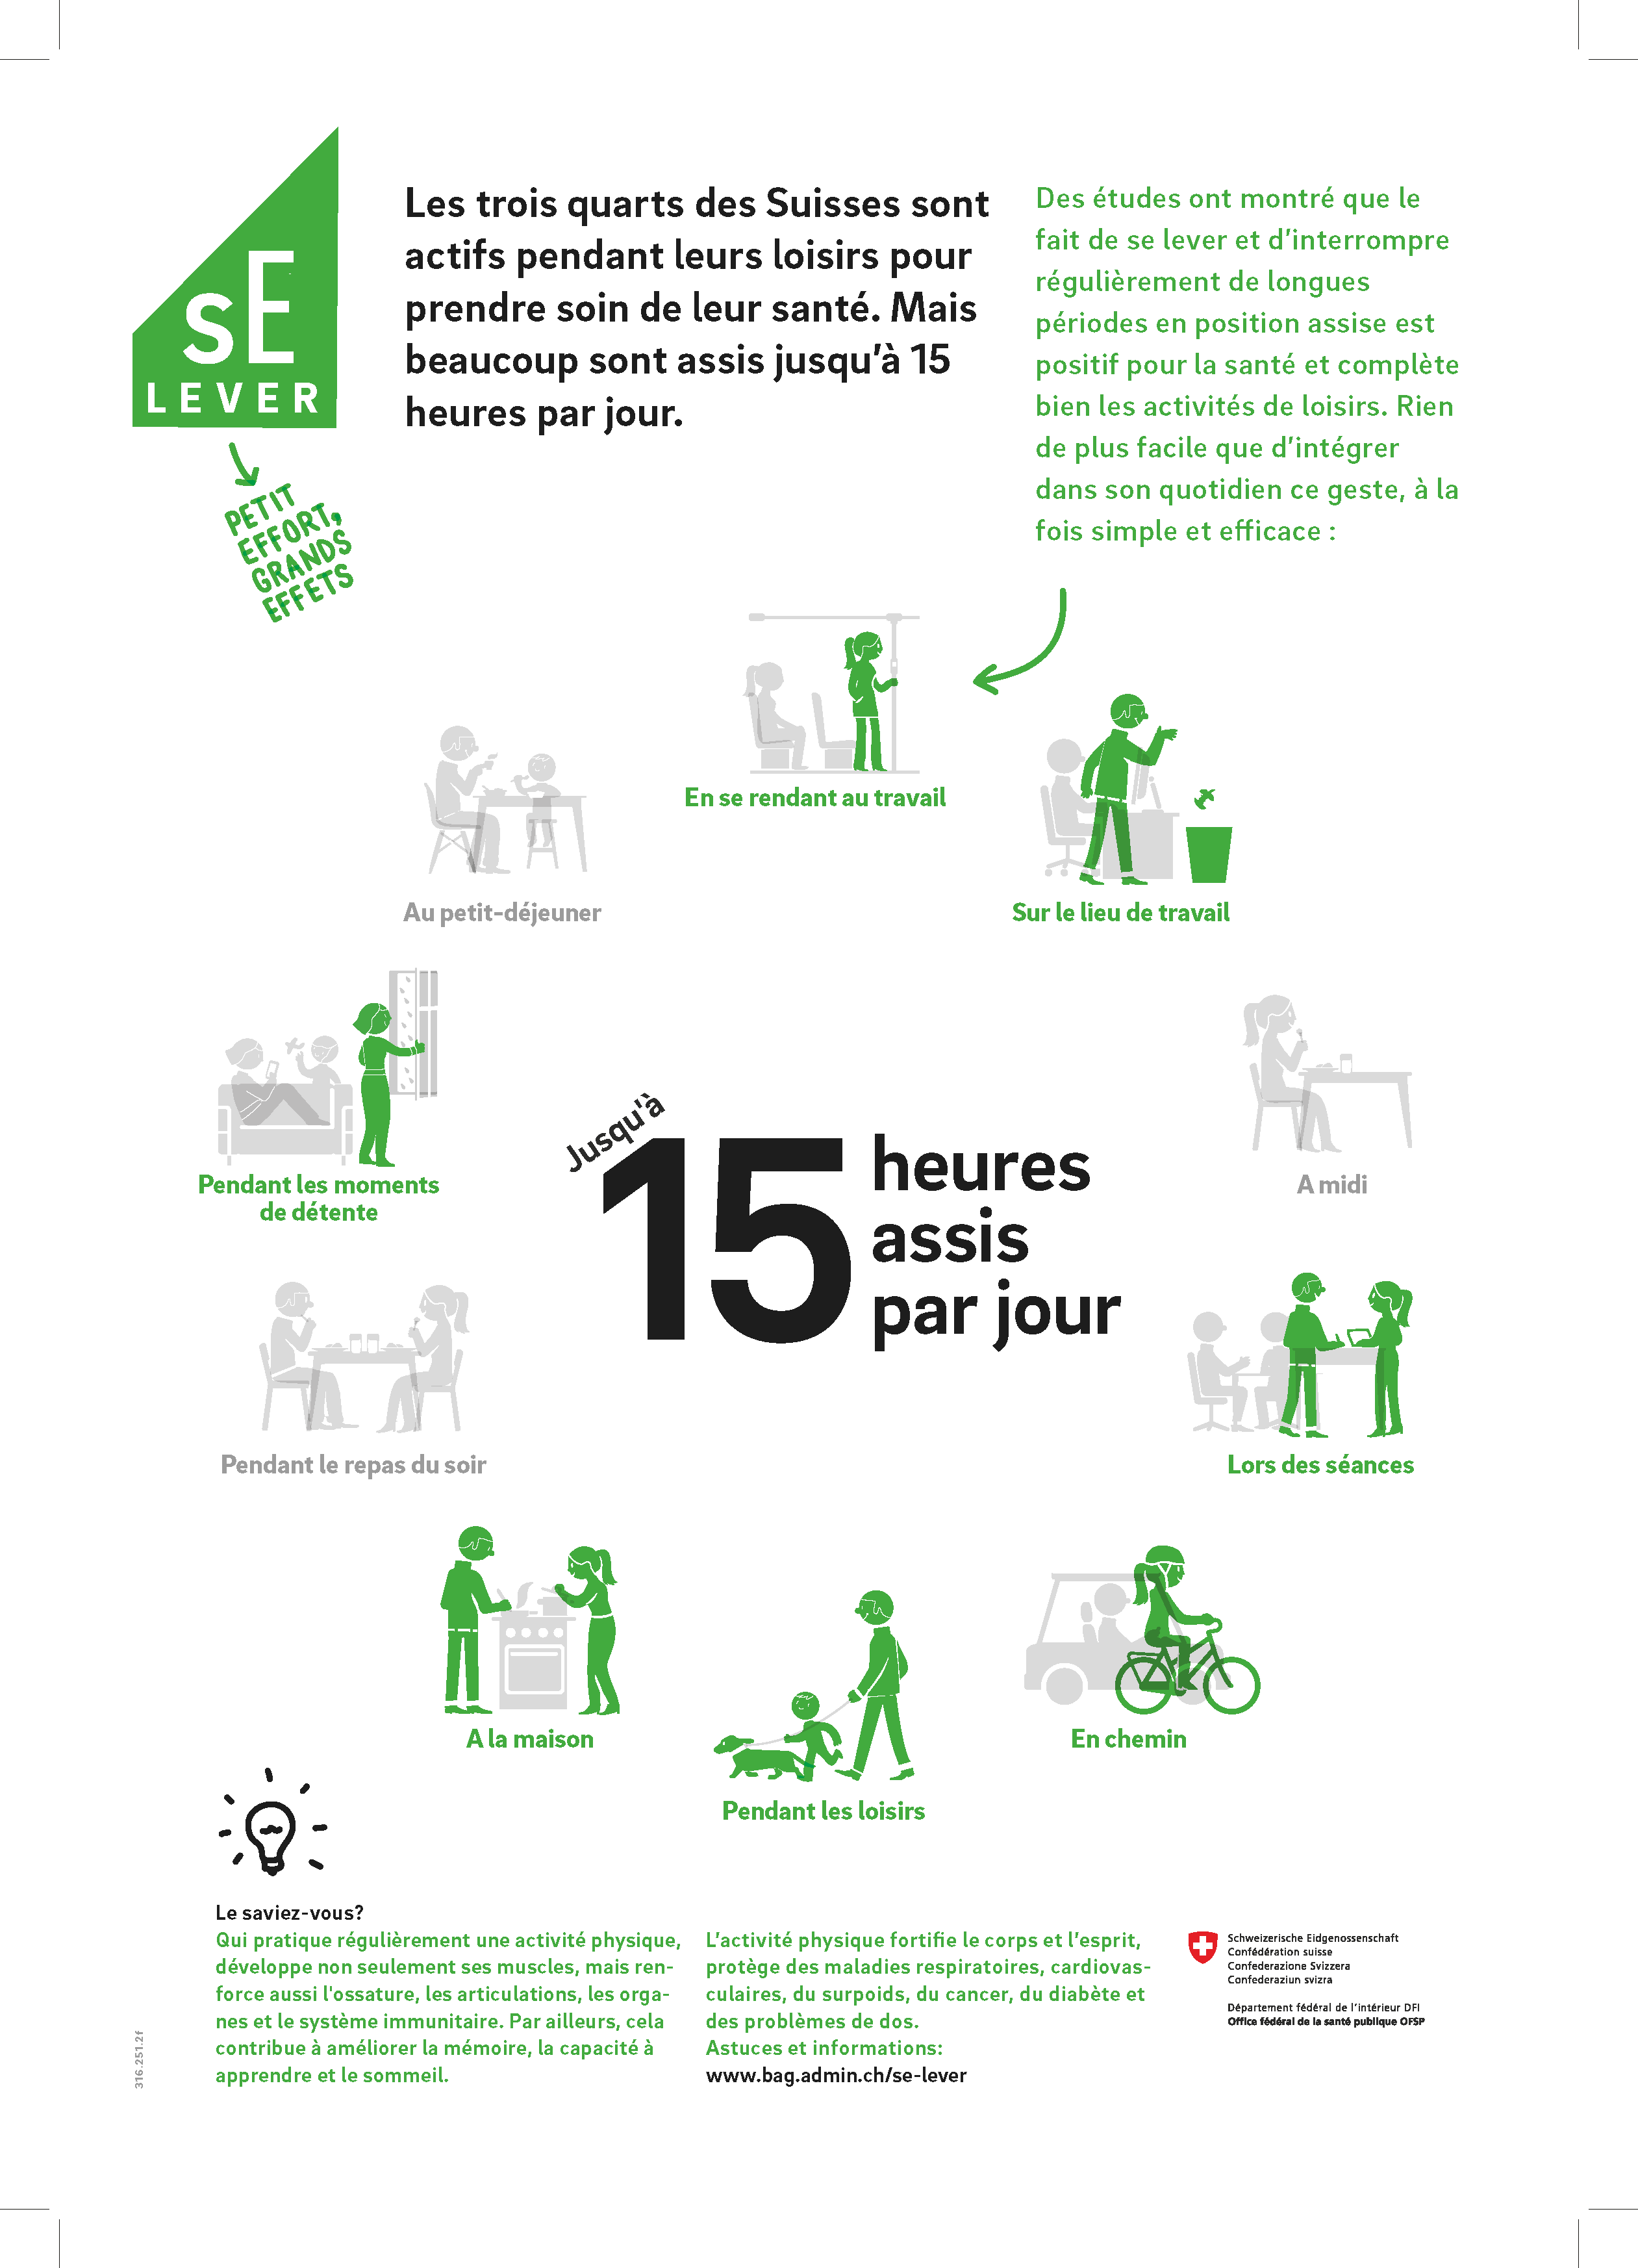 SE
LEVER
PETIT
EFFORT,
GRANDS
EFFETS
Les trois quarts des Suisses sont
actifs pendant leurs loisirs pour
prendre soin de leur santé. Mais
beaucoup sont assis jusqu’à 15
heures par jour.
Des études ont montré que le
fait de se lever et d’interrompre
régulièrement de longues
périodes en position assise est
positif pour la santé et complète
bien les activités de loisirs. Rien
de plus facile que d’intégrer
dans son quotidien ce geste, à la
fois simple et efficace :
En se rendant au travail
Au petit-déjeuner
Sur le lieu de travail
Pendant les moments
de détente
A midi
Jusqu'à
15
heures
assis
par jour
Pendant le repas du soir
Lors des séances
A la maison
En chemin
Pendant les loisirs
Le saviez-vous?
Qui pratique régulièrement une activité physique,
développe non seulement ses muscles, mais ren-
force aussi l'ossature, les articulations, les orga-
nes et le système immunitaire. Par ailleurs, cela
contribue à améliorer la mémoire, la capacité à
apprendre et le sommeil.
L’activité physique fortifie le corps et l’esprit,
protège des maladies respiratoires, cardiovas-
culaires, du surpoids, du cancer, du diabète et
des problèmes de dos.
Astuces et informations:
www.bag.admin.ch/se-lever
Schweizerische Eidgenossenschaft
Confédération suisse
Confederazione Svizzera
Confederaziun svizra
Département fédéral de l’intérieur DFI
Office fédéral de la santé publique OFSP
316.251.2f